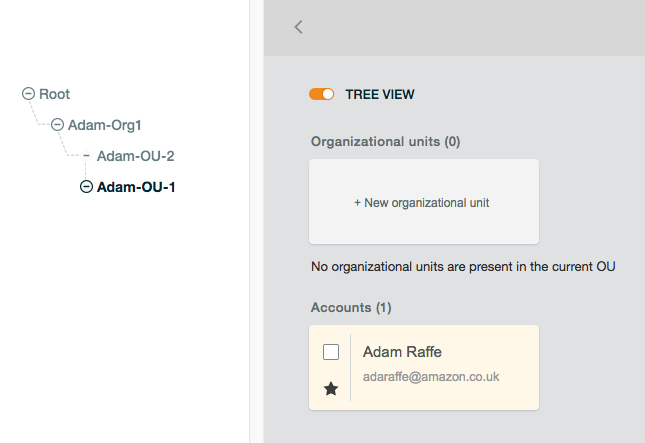 Root
Adam-Org1
Adam-OU-2
Adam-OU-1
TREE VIEW
Organizational units (0)
+ New organizational unit
No organizational units are present in the current OU
Accounts (1)
Adam Raffe
adaraffe@amazon.co.uk